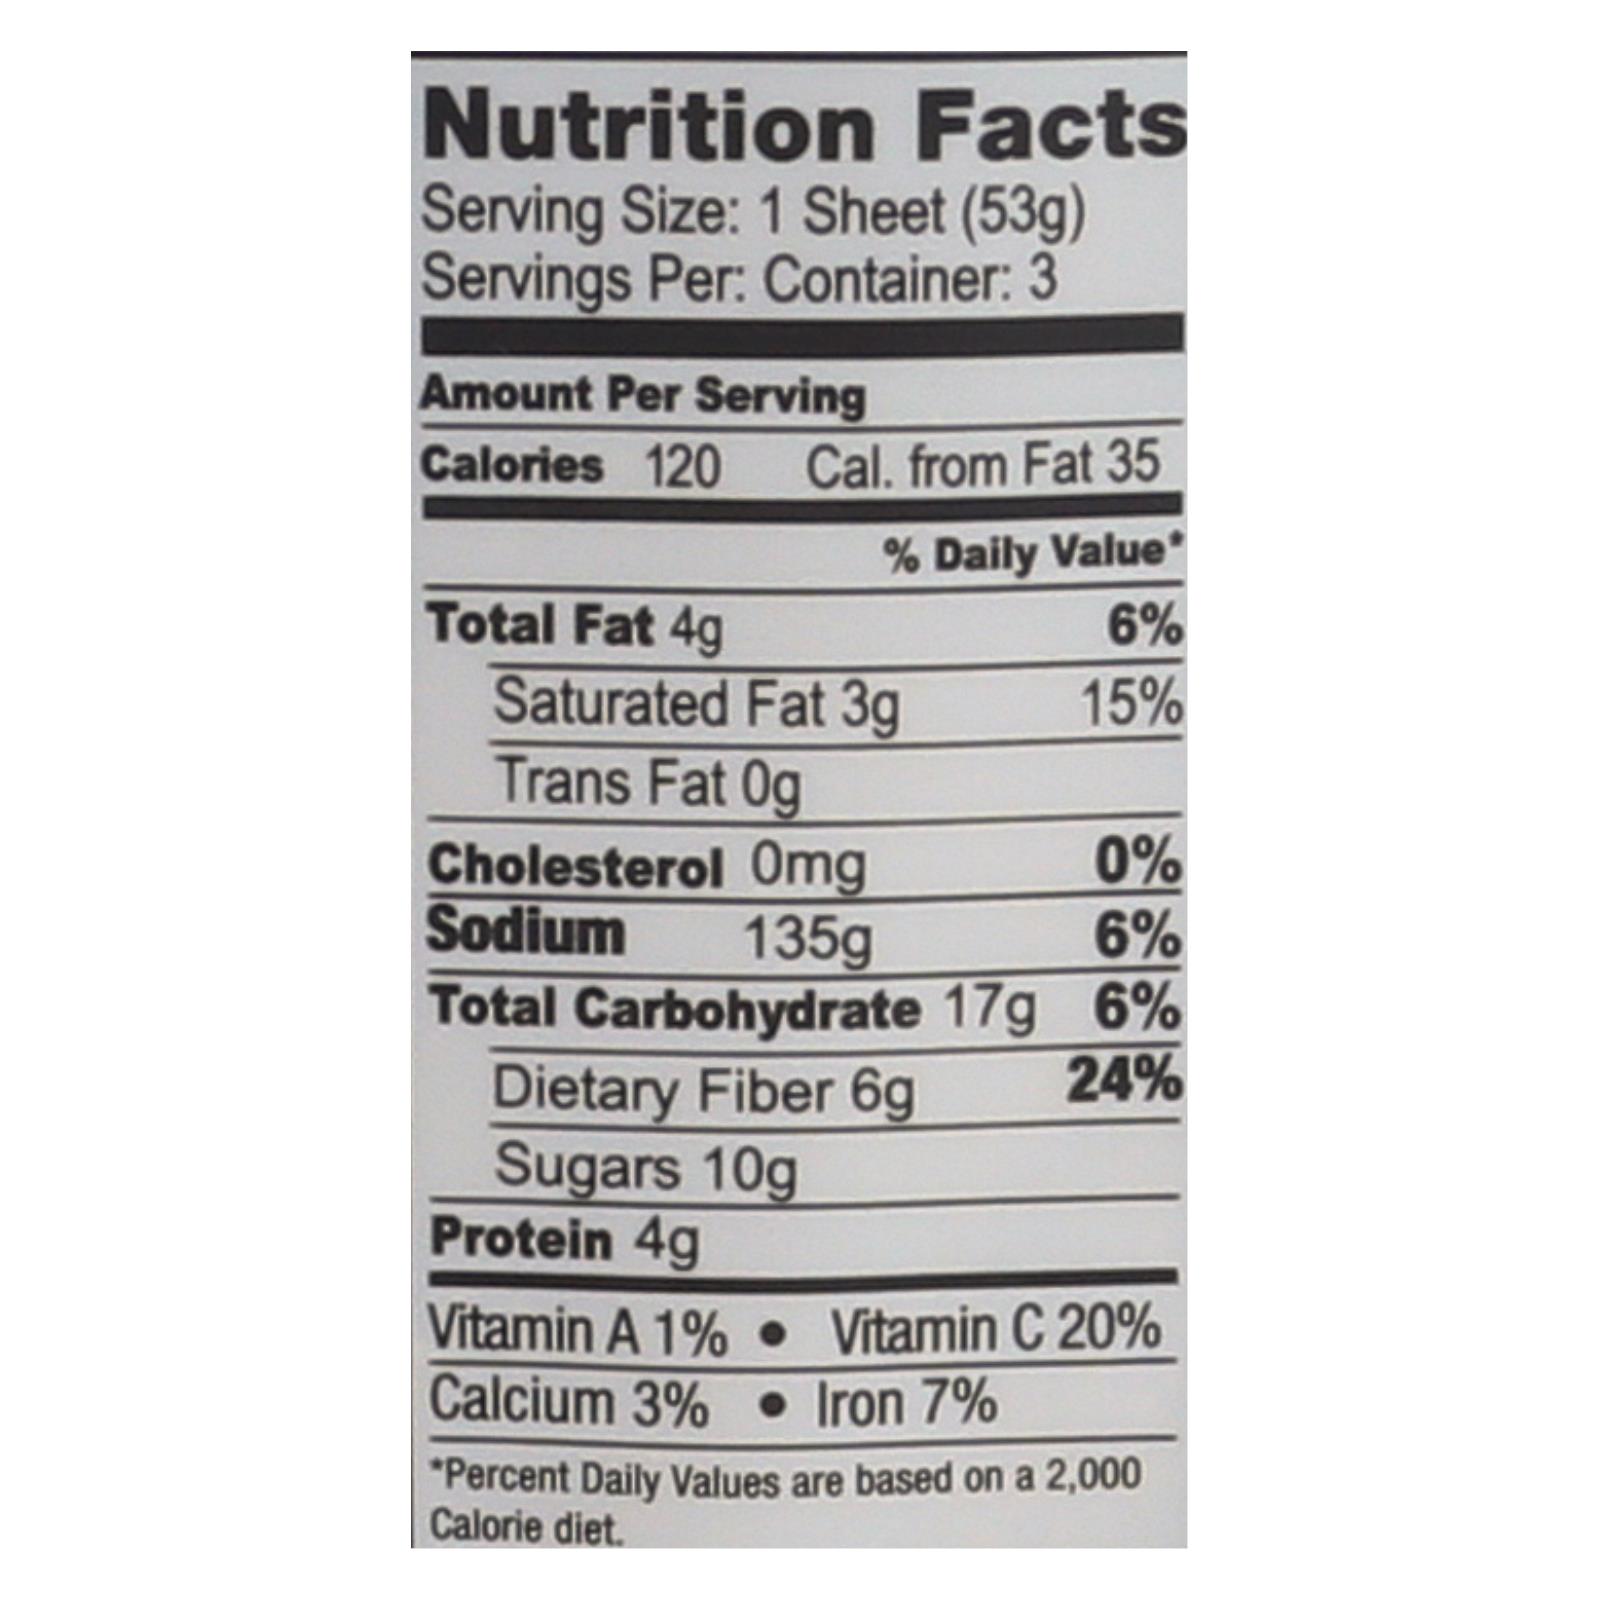 Nutrition Facts
Serving Size: 1 Sheet (53g)
Servings Per: Container: 3
Amount Per Serving
Calories 120 Cal. from Fat 35
% Daily Value*
Total Fat 4g 6%
Saturated Fat 3g 15%
Trans Fat 0g
Cholesterol 0mg 0%
Sodium 135g 6%
Total Carbohydrate 17g 6%
Dietary Fiber 6g 24%
Sugars 10g
Protein 4g
Vitamin A 1% • Vitamin C 20%
Calcium 3% • Iron 7%
*Percent Daily Values are based on a 2,000
Calorie diet.